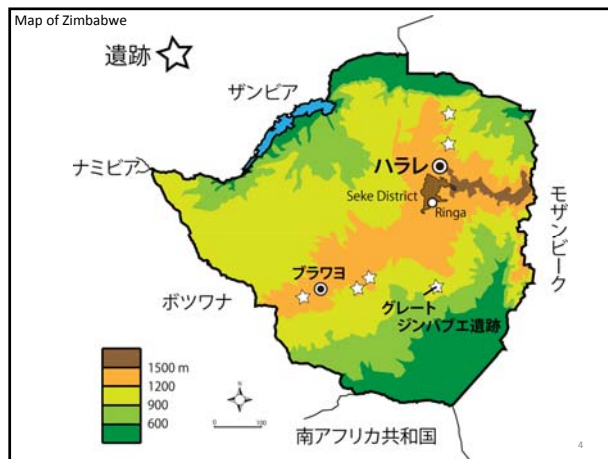 Map of Zimbabwe
遺跡
ザンビア
ナミビア
ハラレ
Seke District
Ringa
モザンビーク
ブラワヨ
ボツワナ
グレート
ジンバブエ遺跡
1500 m
1200
900
600
N
0
100
南アフリカ共和国
4